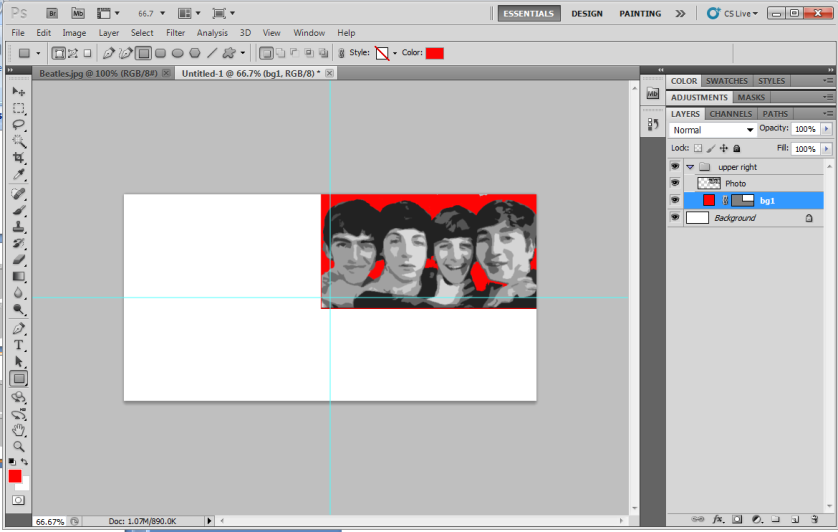 Ps Br Mb 66.7 ESSENTIALS DESIGN PAINTING CS Live
File Edit Image Layer Select Filter Analysis 3D View Window Help
Style: Color:
Beatles.jpg @ 100% (RGB/8#) Untitled-1 @ 66.7% (bg1, RGB/8) *
Mb
COLOR SWATCHES STYLES
ADJUSTMENTS MASKS
LAYERS CHANNELS PATHS
Normal Opacity: 100%
Lock: Fill: 100%
upper right
Photo
bg1
Background
T
66.67% Doc: 1.07M/890.0K
fx